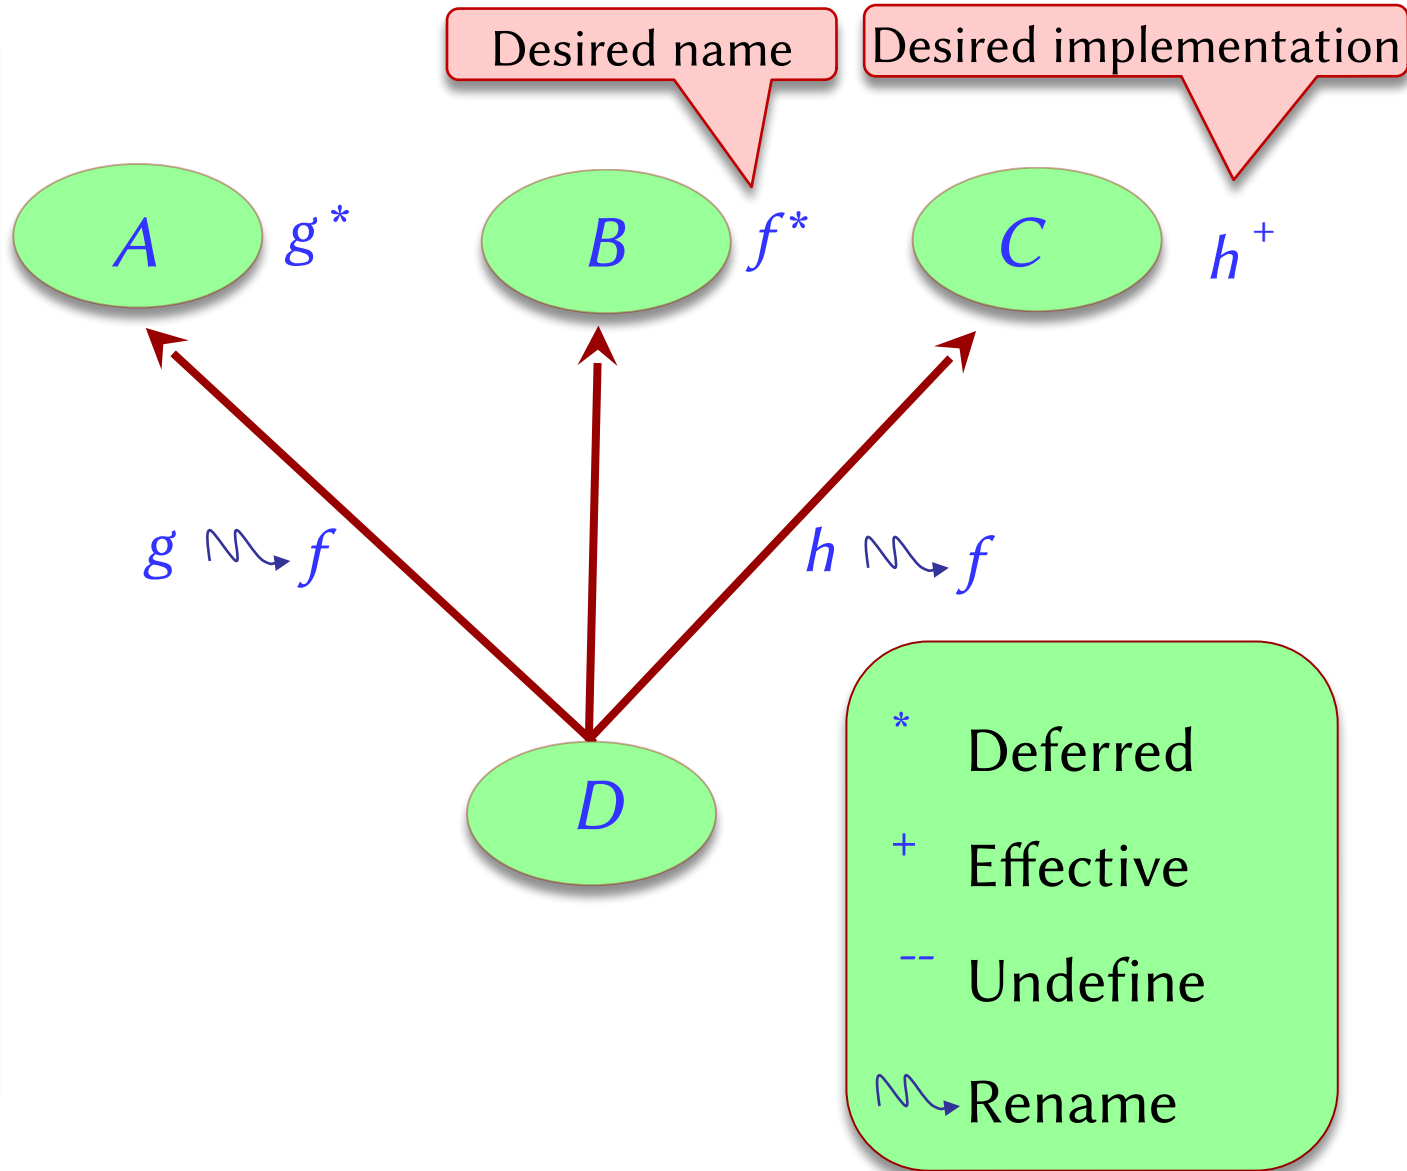 Desired name
Desired implementation
A g*
B f*
C h+
g f
h f
D
* Deferred
+ Effective
-- Undefine
Rename